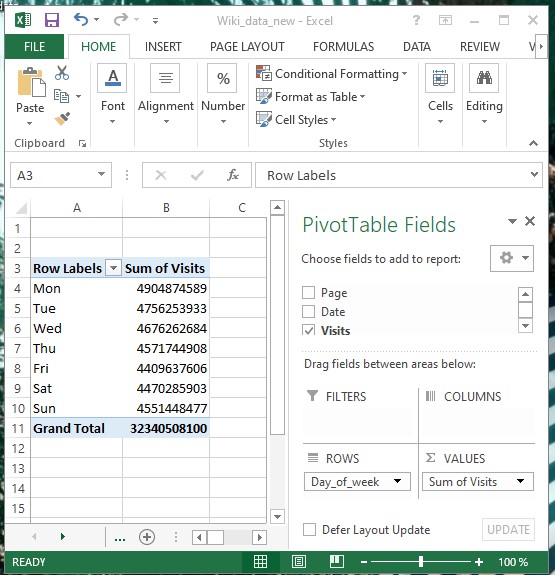 Wiki_data_new - Excel
?
FILE HOME INSERT PAGE LAYOUT FORMULAS DATA REVIEW
Paste
Font
Alignment
%
Number
Conditional Formatting
Format as Table
Cell Styles
Cells
Editing
Clipboard
Styles
A3
fx
Row Labels
A B C
1
2
3 Row Labels Sum of Visits
4 Mon 4904874589
5 Tue 4756253933
6 Wed 4676262684
7 Thu 4571744908
8 Fri 4409637606
9 Sat 4470285903
10 Sun 4551448477
11 Grand Total 32340508100
12
13
14
15
PivotTable Fields
Choose fields to add to report:
Page
Date
Visits
Drag fields between areas below:
FILTERS
COLUMNS
ROWS
Σ VALUES
Day_of_week
Sum of Visits
Defer Layout Update
UPDATE
...
READY
100 %